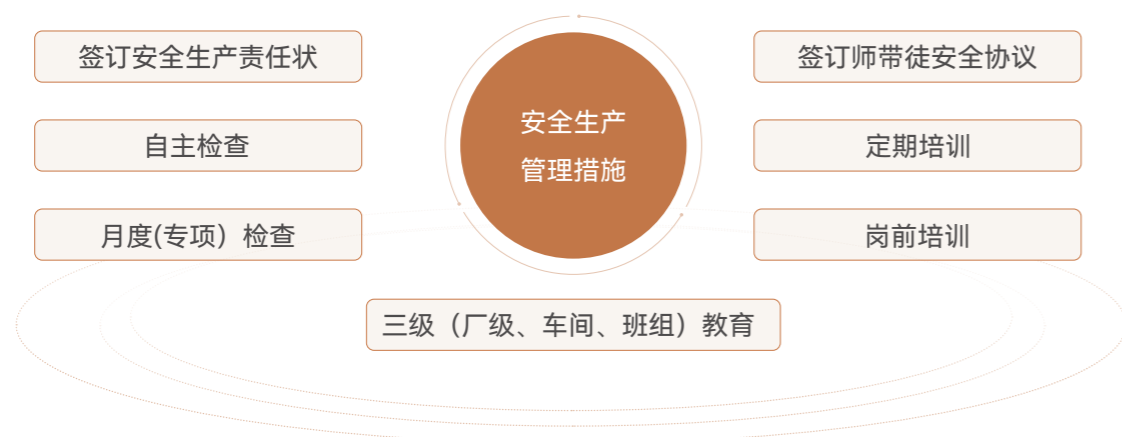 签订安全生产责任状
自主检查
月度(专项）检查
安全生产
管理措施
签订师带徒安全协议
定期培训
岗前培训
三级（厂级、车间、班组）教育